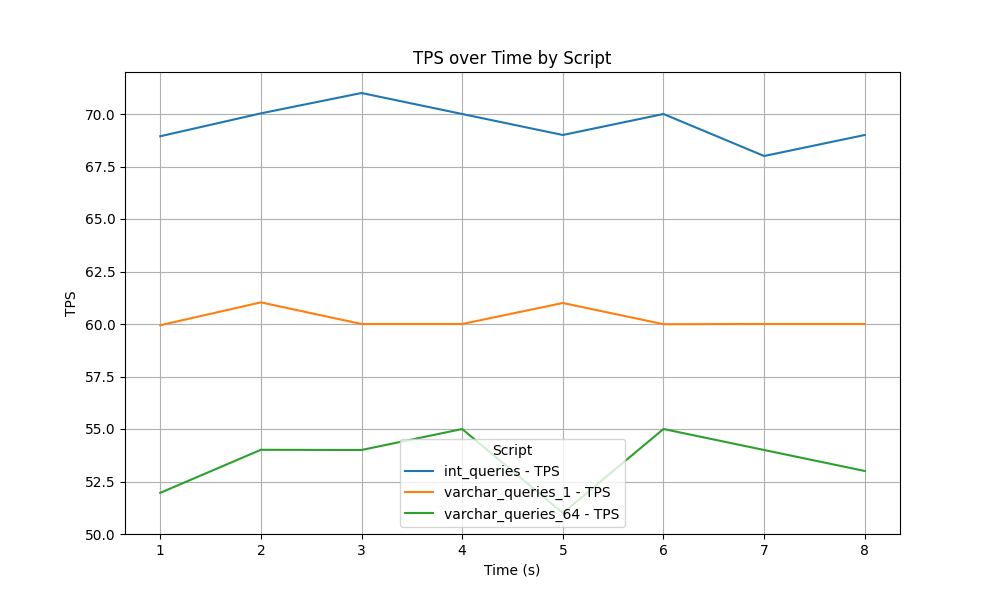 TPS over Time by Script
TPS
70.0
67.5
65.0
62.5
60.0
57.5
55.0
52.5
50.0
Script
int_queries - TPS
varchar_queries_1 - TPS
varchar_queries_64 - TPS
1 2 3 4 5 6 7 8
Time (s)